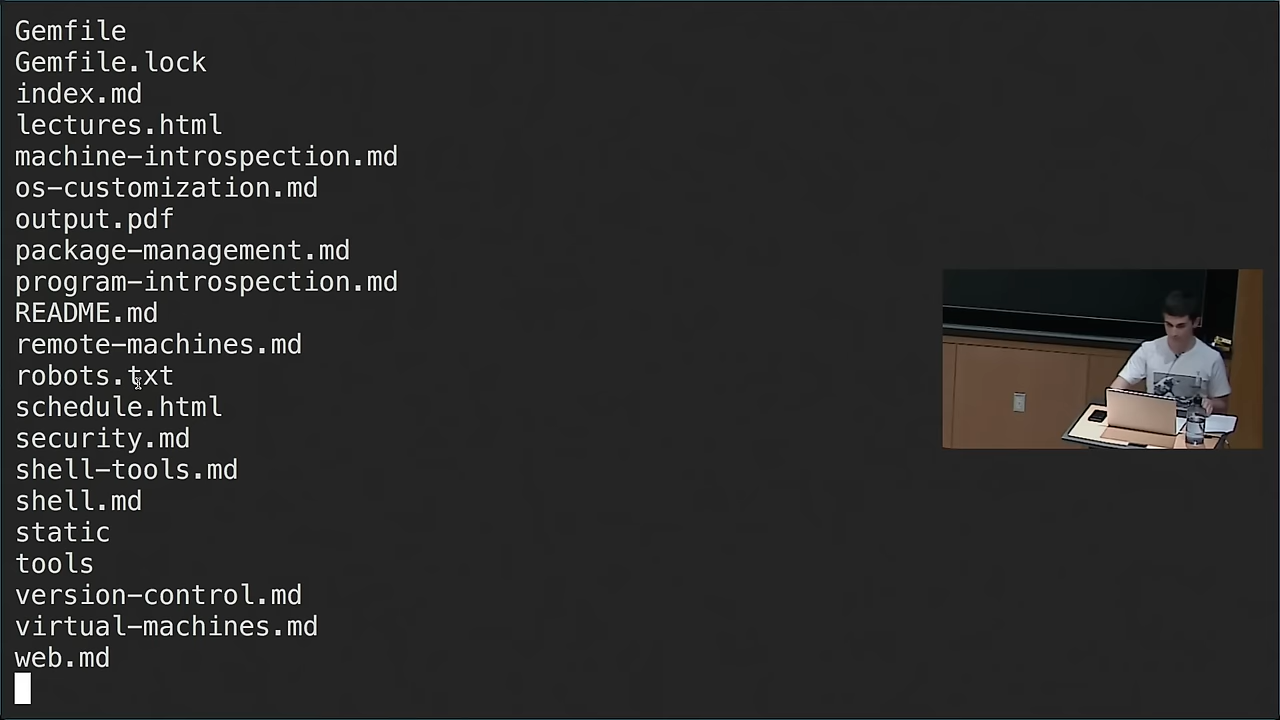 Gemfile
Gemfile.lock
index.md
lectures.html
machine-introspection.md
os-customization.md
output.pdf
package-management.md
program-introspection.md
README.md
remote-machines.md
robots.txt
schedule.html
security.md
shell-tools.md
shell.md
static
tools
version-control.md
virtual-machines.md
web.md